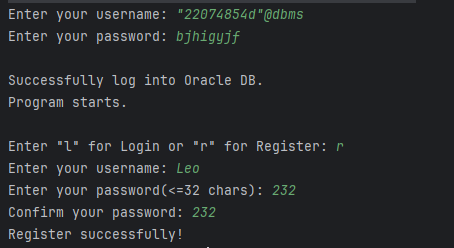 Enter your username: "22074854d"@dbms
Enter your password: bjhigyjf
Successfully log into Oracle DB.
Program starts.
Enter "l" for Login or "r" for Register: r
Enter your username: Leo
Enter your password(<=32 chars): 232
Confirm your password: 232
Register successfully!